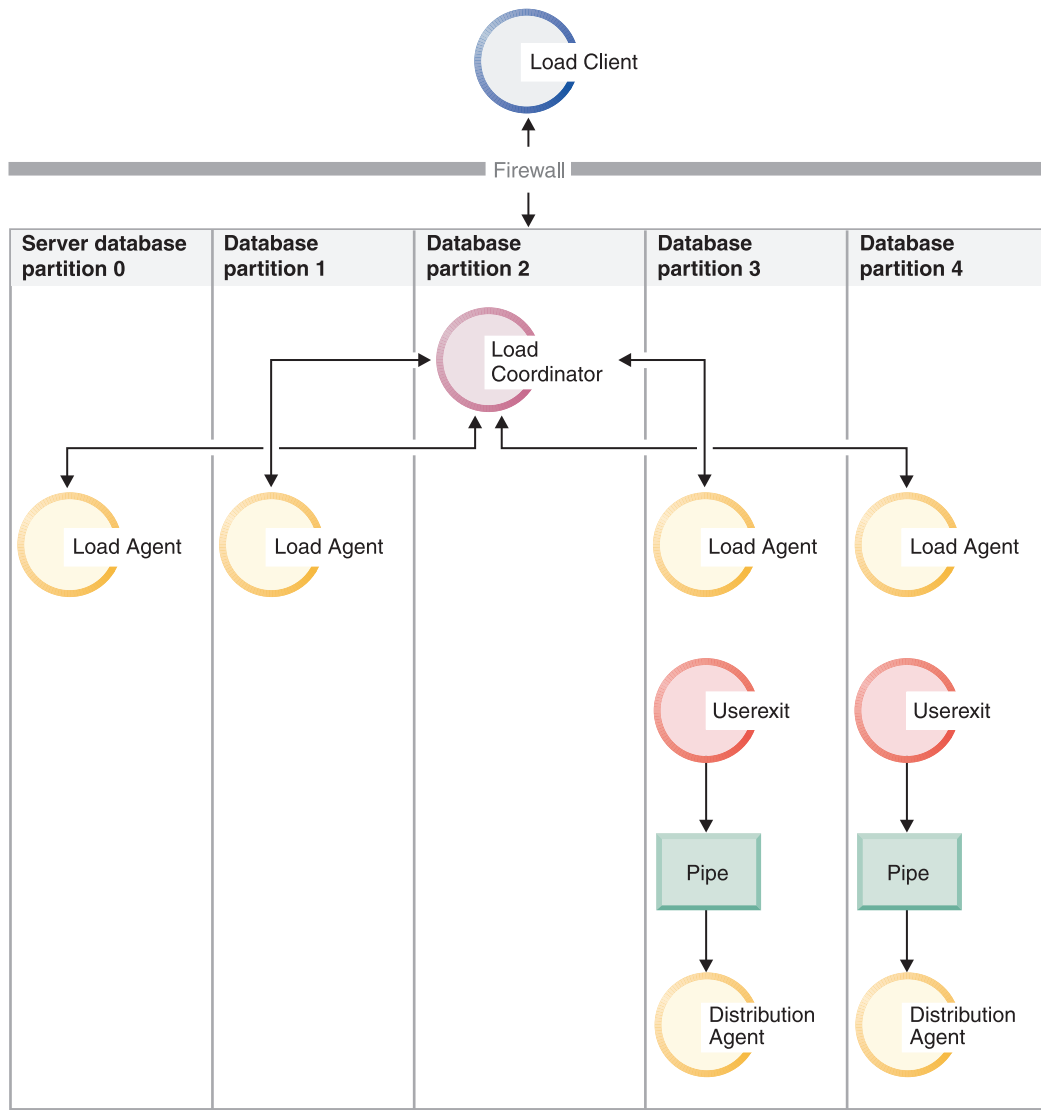 Load Client
Firewall
Server database
partition 0
Database
partition 1
Database
partition 2
Database
partition 3
Database
partition 4
Load
Coordinator
Load Agent
Load Agent
Load Agent
Load Agent
Userexit
Userexit
Pipe
Pipe
Distribution
Agent
Distribution
Agent